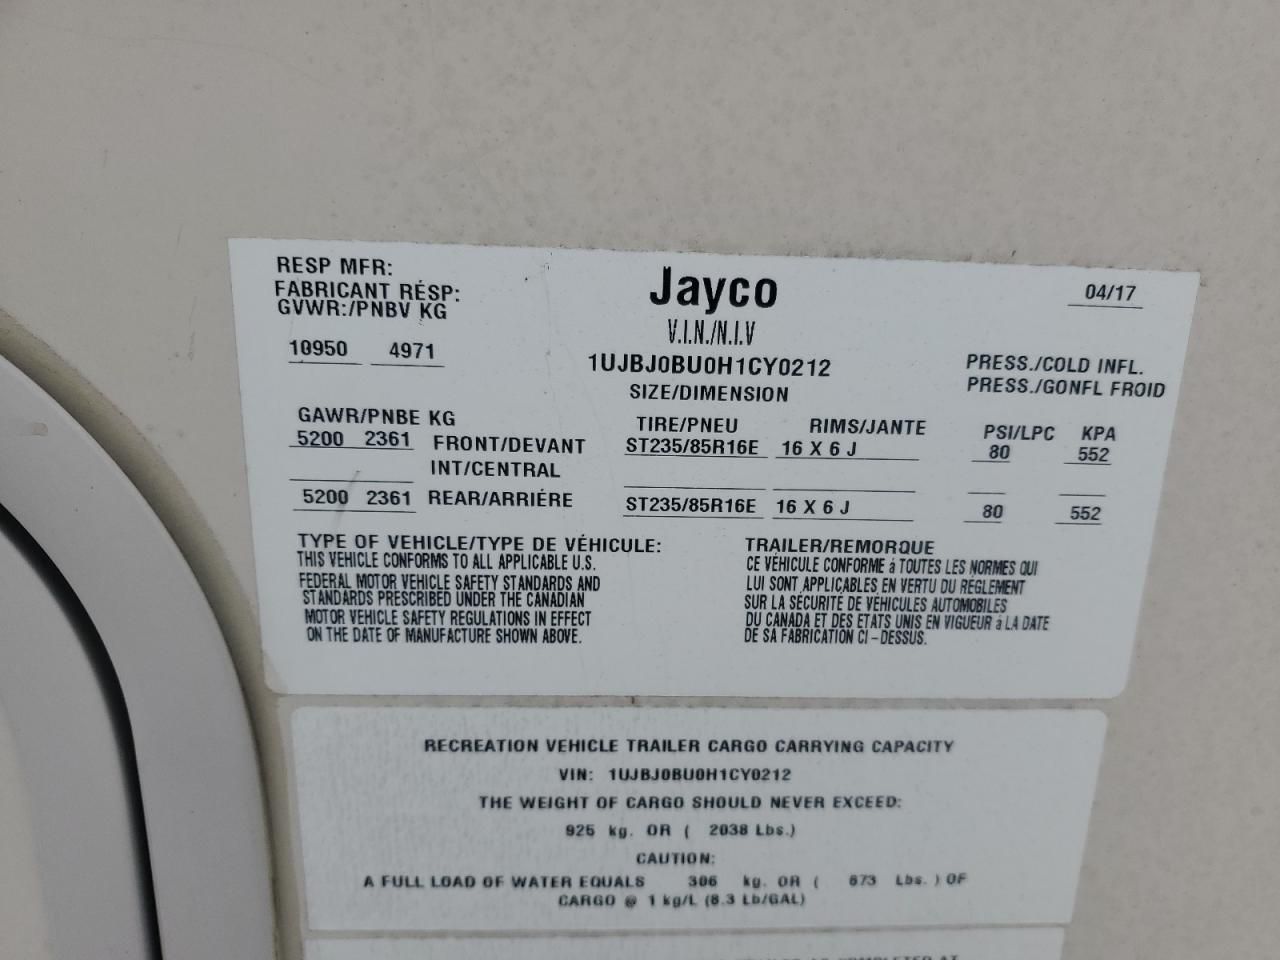 RESP MFR:
FABRICANT RÉSP:
GVWR:/PNBV KG
Jayco
04/17
V.I.N./N.I.V
10950 4971
1UJBJ0BU0H1CY0212
PRESS./COLD INFL.
PRESS./GONFL FROID
SIZE/DIMENSION
GAWR/PNBE KG
TIRE/PNEU RIMS/JANTE PSI/LPC KPA
5200 2361 FRONT/DEVANT ST235/85R16E 16 X 6 J 80 552
INT/CENTRAL
5200 2361 REAR/ARRIÉRE ST235/85R16E 16 X 6 J 80 552
TYPE OF VEHICLE/TYPE DE VÉHICULE: TRAILER/REMORQUE
THIS VEHICLE CONFORMS TO ALL APPLICABLE U.S.
FEDERAL MOTOR VEHICLE SAFETY STANDARDS AND
STANDARDS PRESCRIBED UNDER THE CANADIAN
MOTOR VEHICLE SAFETY REGULATIONS IN EFFECT
ON THE DATE OF MANUFACTURE SHOWN ABOVE.
CE VÉHICULE CONFORME à TOUTES LES NORMES QUI
LUI SONT APPLICABLES EN VERTU DU REGLEMENT
SUR LA SÉCURITÉ DE VÉHICULES AUTOMOBILES
DU CANADA ET DES ETATS UNIS EN VIGUEUR à LA DATE
DE SA FABRICATION CI-DESSUS.
RECREATION VEHICLE TRAILER CARGO CARRYING CAPACITY
VIN: 1UJBJ0BU0H1CY0212
THE WEIGHT OF CARGO SHOULD NEVER EXCEED:
925 kg. OR ( 2038 Lbs.)
CAUTION:
A FULL LOAD OF WATER EQUALS 306 kg. OR ( 673 Lbs. ) OF
CARGO @ 1 kg/L (8.3 Lb/GAL)